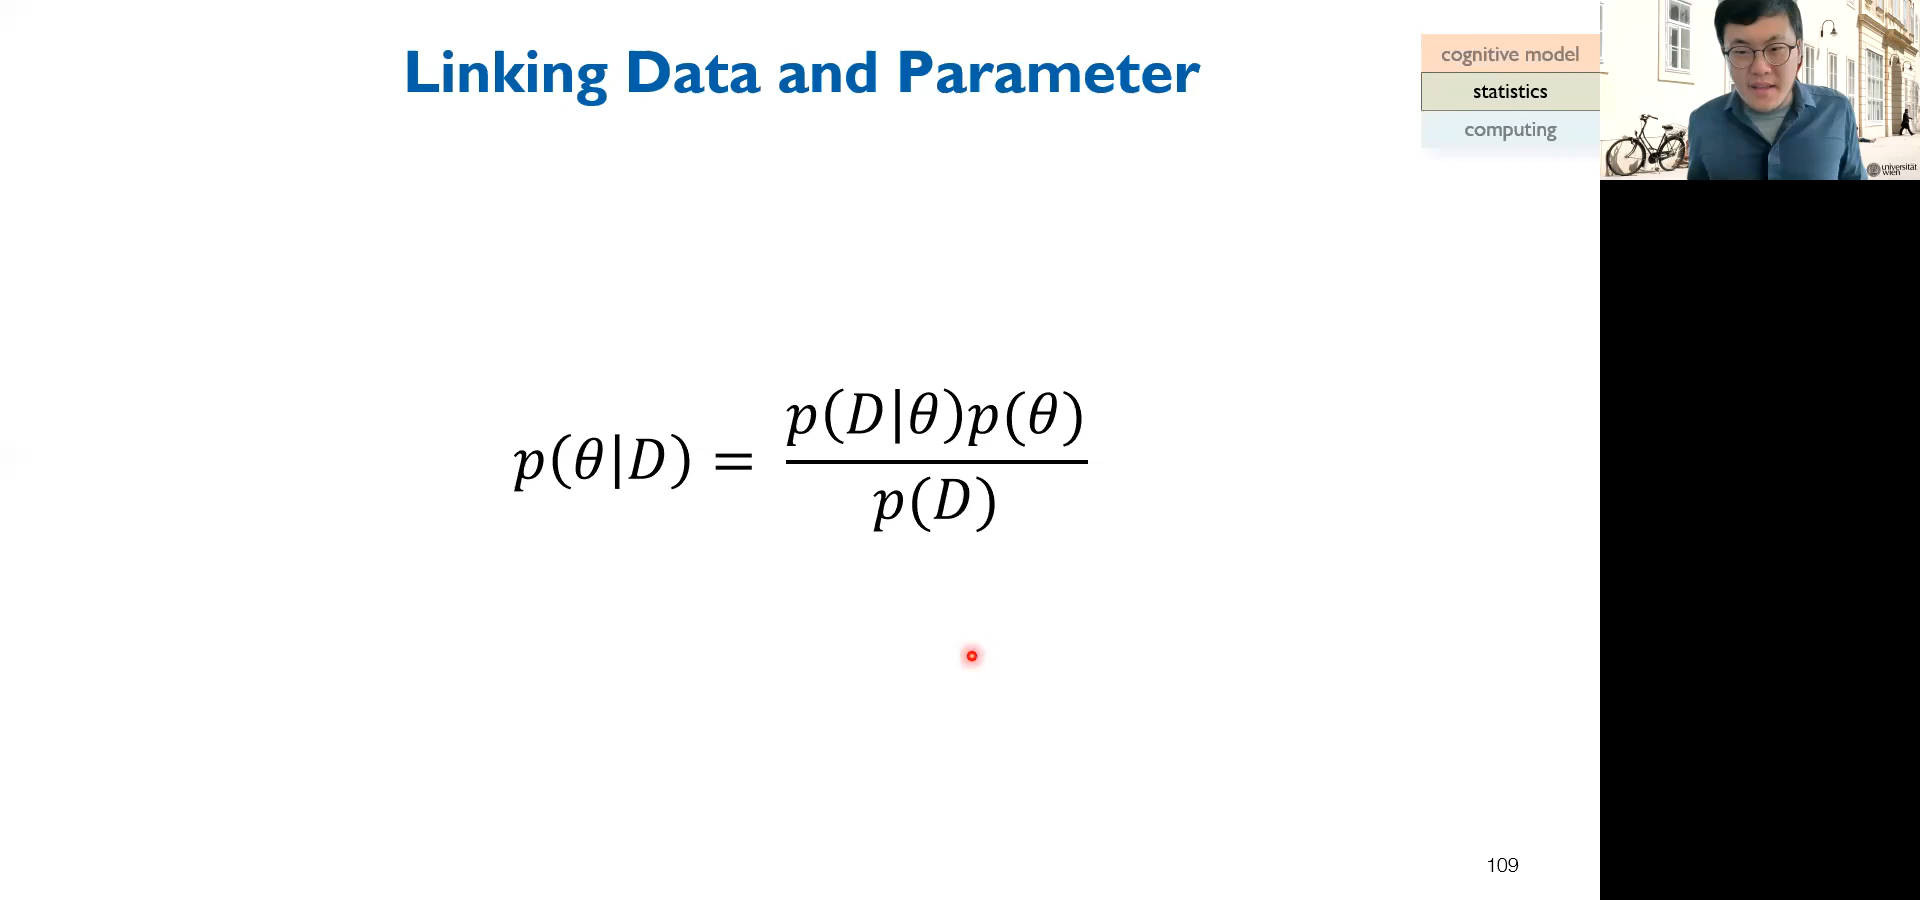 Linking Data and Parameter
cognitive model
statistics
computing
universität
wien
p(θ|D) = p(D|θ)p(θ)
p(D)
109